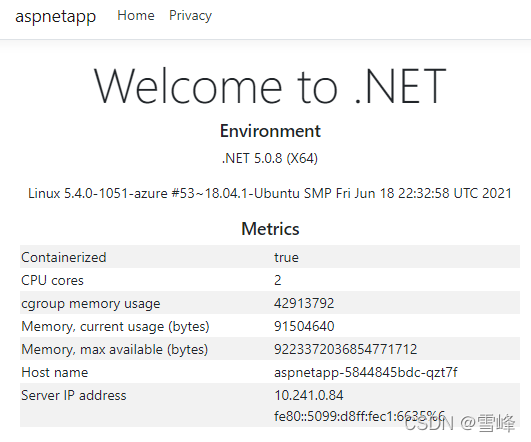 aspnetapp Home Privacy
Welcome to .NET
Environment
.NET 5.0.8 (X64)
Linux 5.4.0-1051-azure #53~18.04.1-Ubuntu SMP Fri Jun 18 22:32:58 UTC 2021
Metrics
Containerized true
CPU cores 2
cgroup memory usage 42913792
Memory, current usage (bytes) 91504640
Memory, max available (bytes) 9223372036854771712
Host name aspnetapp-5844845bdc-qzt7f
Server IP address 10.241.0.84
fe80::5099:d8ff:fec1:6635%6
CSDN @雪峰